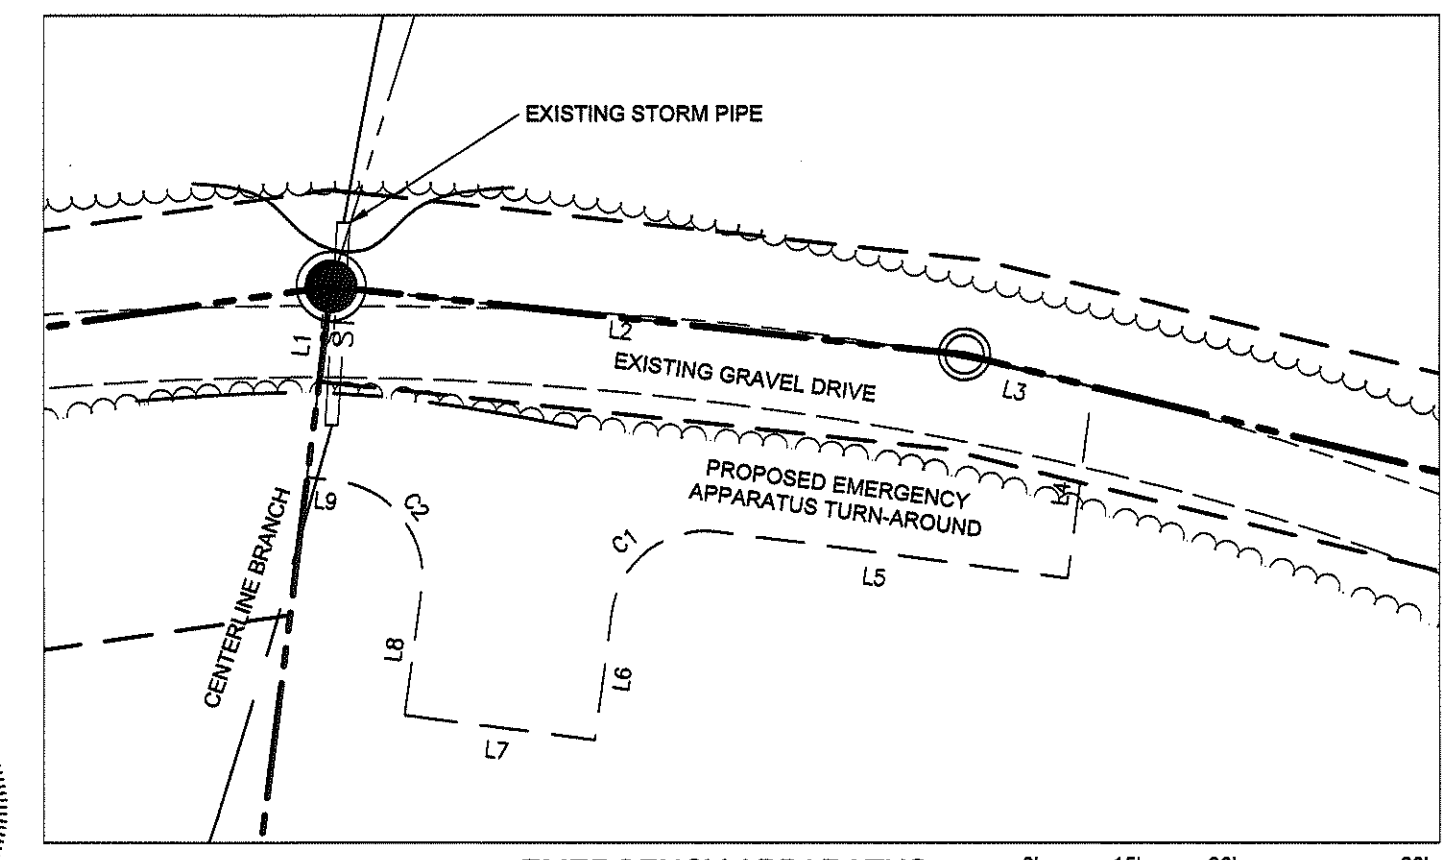 EXISTING STORM PIPE
L1
ST
L2
EXISTING GRAVEL DRIVE
L3
PROPOSED EMERGENCY
APPARATUS TURN-AROUND
L4
L9
C2
C1
L5
CENTERLINE BRANCH
L8
L6
L7